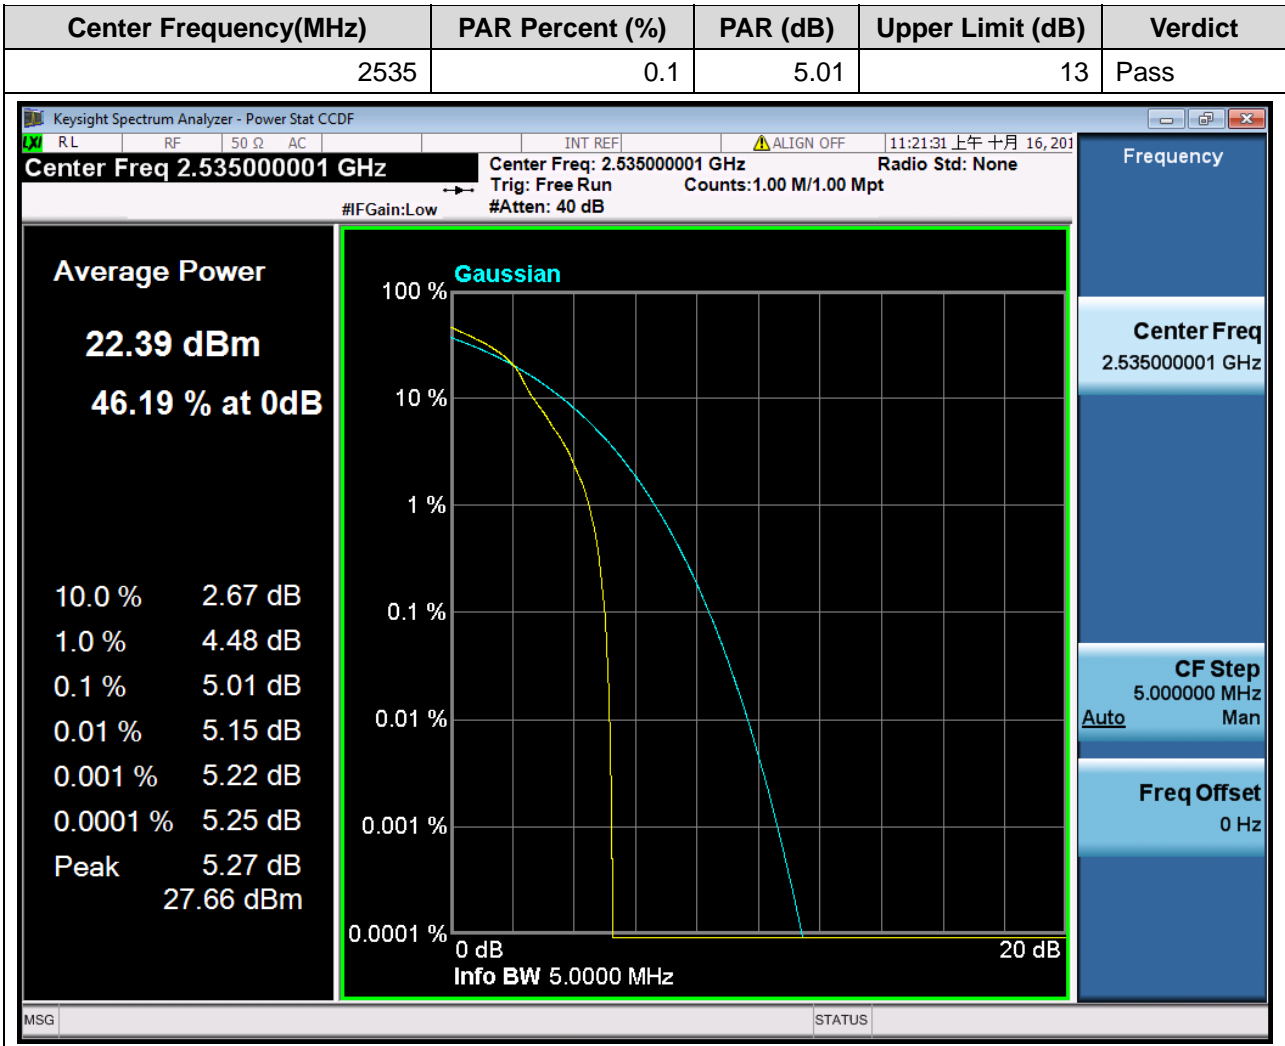 Center Frequency(MHz) PAR Percent (%) PAR (dB) Upper Limit (dB) Verdict
2535 0.1 5.01 13 Pass
Keysight Spectrum Analyzer - Power Stat CCDF
LXI RL RF 50 Ω AC INT REF ALIGN OFF 11:21:31 上午 十月 16, 201
Center Freq 2.535000001 GHz
Center Freq: 2.535000001 GHz Radio Std: None
Trig: Free Run Counts:1.00 M/1.00 Mpt
#IFGain:Low #Atten: 40 dB
Average Power
22.39 dBm
46.19 % at 0dB
10.0 % 2.67 dB
1.0 % 4.48 dB
0.1 % 5.01 dB
0.01 % 5.15 dB
0.001 % 5.22 dB
0.0001 % 5.25 dB
Peak 5.27 dB
27.66 dBm
Gaussian
100 %
10 %
1 %
0.1 %
0.01 %
0.001 %
0.0001 %
0 dB 20 dB
Info BW 5.0000 MHz
Frequency
Center Freq
2.535000001 GHz
CF Step
5.000000 MHz
Auto Man
Freq Offset
0 Hz
MSG STATUS